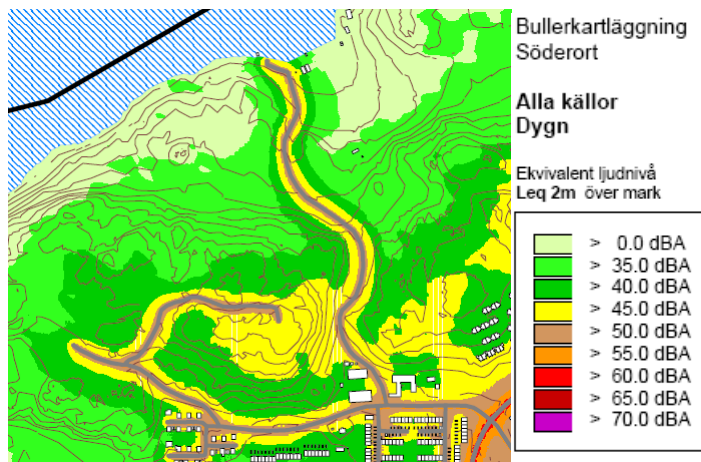 Bullerkartläggning
Söderort
Alla källor
Dygn
Ekvivalent ljudnivå
Leq 2m över mark
> 0.0 dBA
> 35.0 dBA
> 40.0 dBA
> 45.0 dBA
> 50.0 dBA
> 55.0 dBA
> 60.0 dBA
> 65.0 dBA
> 70.0 dBA